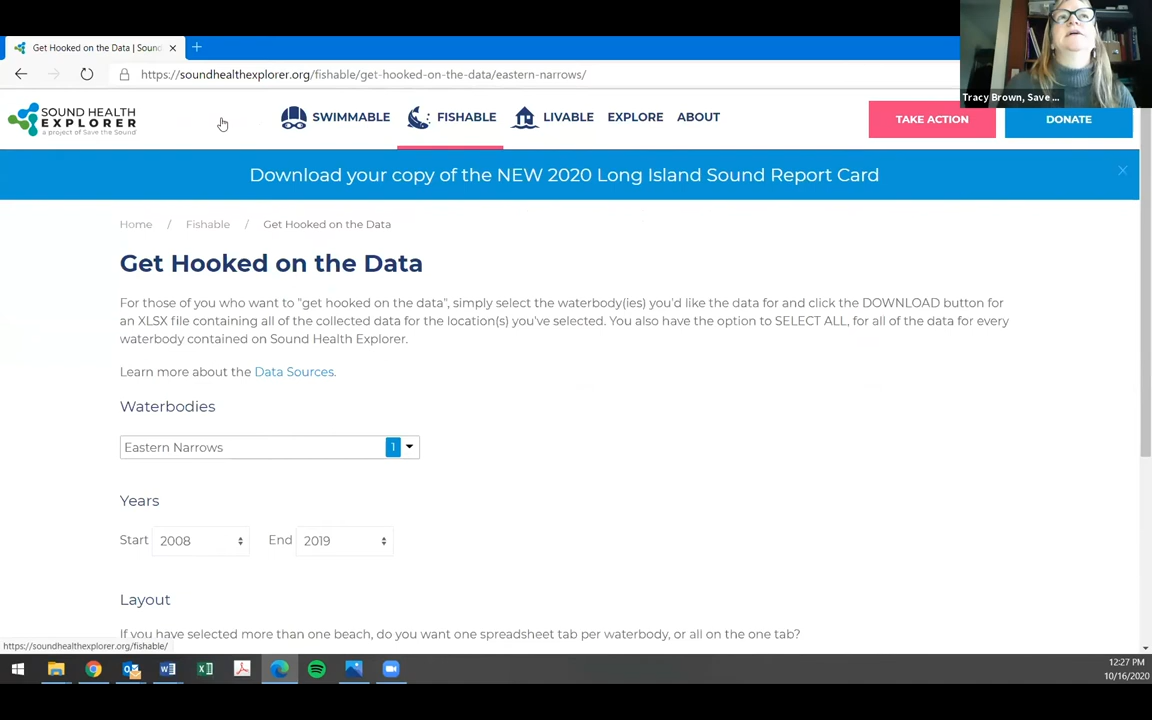 Get Hooked on the Data | Sound
https://soundhealthexplorer.org/fishable/get-hooked-on-the-data/eastern-narrows/
Tracy Brown, Save ...
SOUND HEALTH
EXPLORER
a project of Save the Sound
SWIMMABLE
FISHABLE
LIVABLE
EXPLORE
ABOUT
TAKE ACTION
DONATE
Download your copy of the NEW 2020 Long Island Sound Report Card
Home / Fishable / Get Hooked on the Data
Get Hooked on the Data
For those of you who want to "get hooked on the data", simply select the waterbody(ies) you'd like the data for and click the DOWNLOAD button for
an XLSX file containing all of the collected data for the location(s) you've selected. You also have the option to SELECT ALL, for all of the data for every
waterbody contained on Sound Health Explorer.
Learn more about the Data Sources.
Waterbodies
Eastern Narrows 1
Years
Start 2008 End 2019
Layout
If you have selected more than one beach, do you want one spreadsheet tab per waterbody, or all on the one tab?
https://soundhealthexplorer.org/fishable/
12:27 PM
10/16/2020